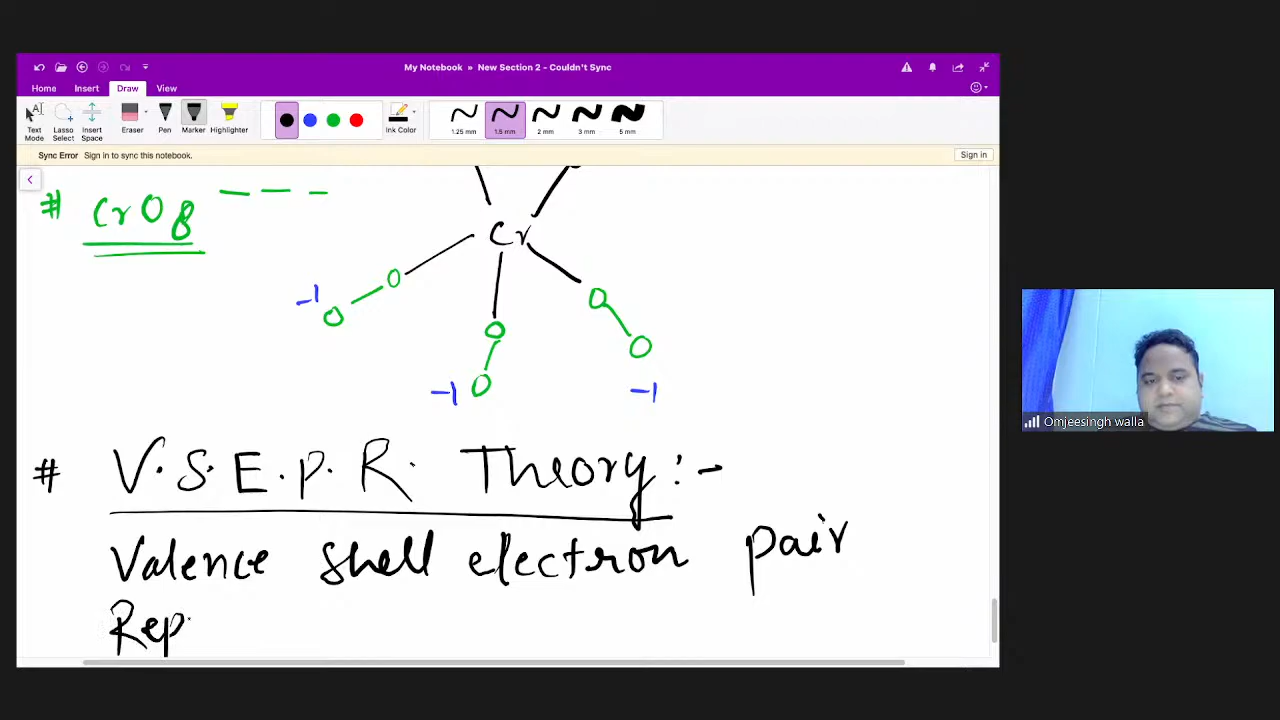 My Notebook » New Section 2 - Couldn't Sync
Home Insert Draw View
Text Mode
Lasso Select
Insert Space
Eraser
Pen
Marker
Highlighter
Ink Color
1.25 mm
1.5 mm
2 mm
3 mm
5 mm
Sync Error Sign in to sync this notebook.
Sign in
# CrO8 - - -
Cr
O
O
-1
O
O
-1
O
O
-1
# V.S.E.P.R. Theory :-
Valence shell electron pair
Rep
Omjeesingh walla